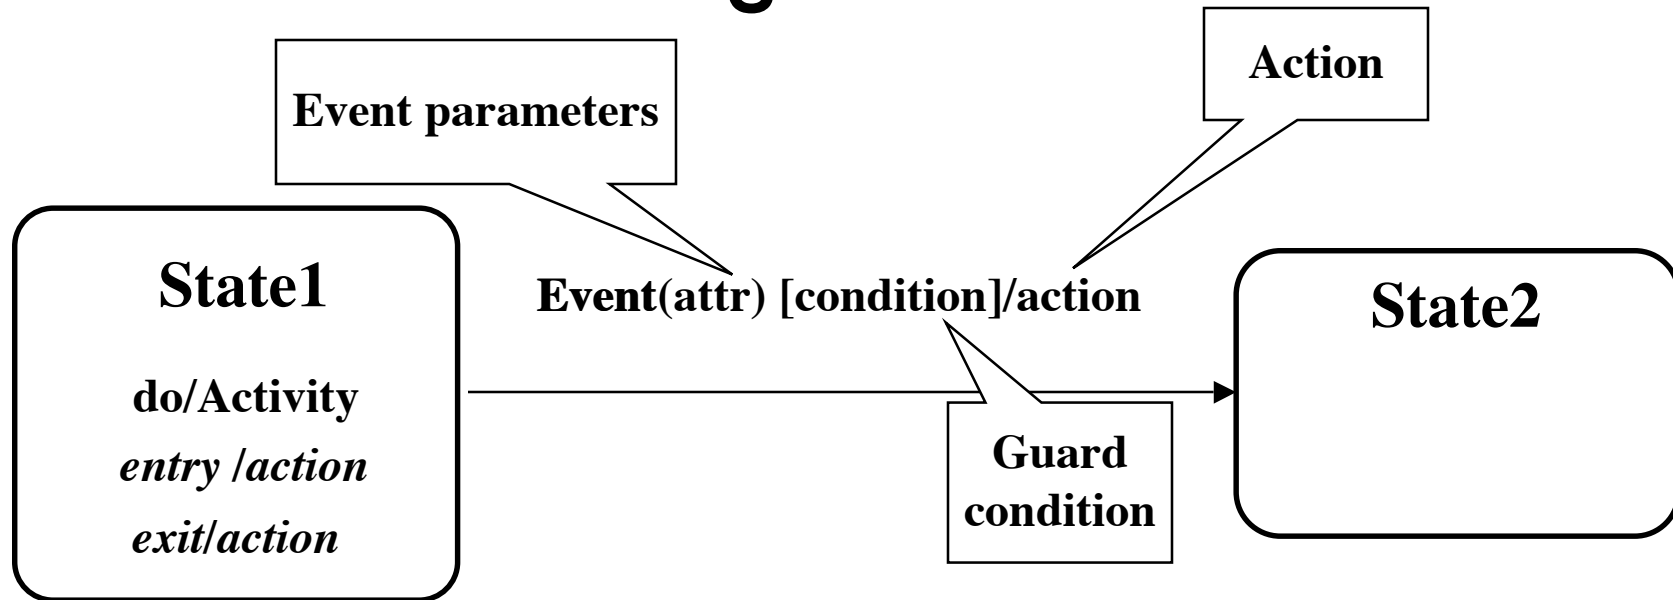 Event parameters
Action
State1
Event(attr) [condition]/action
State2
do/Activity
entry /action
exit/action
Guard
condition